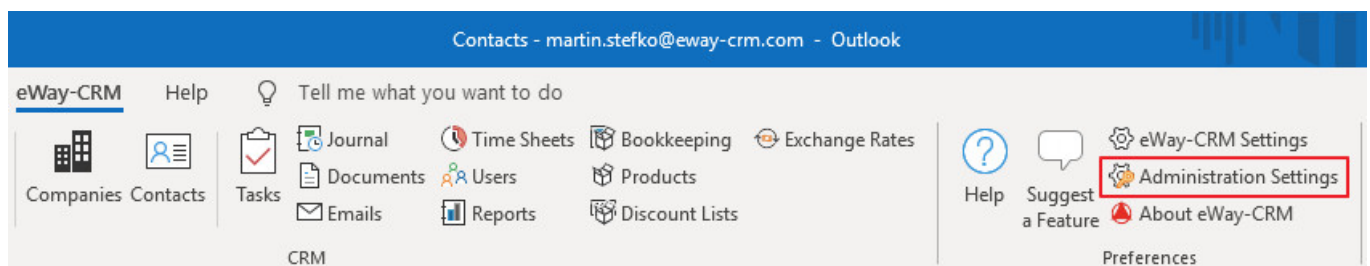 Contacts - martin.stefko@eway-crm.com - Outlook
eWay-CRM Help Tell me what you want to do
Journal Time Sheets Bookkeeping Exchange Rates eWay-CRM Settings
Documents Users Products Administration Settings
Companies Contacts Tasks Help Suggest
a Feature
Emails Reports Discount Lists About eWay-CRM
CRM Preferences